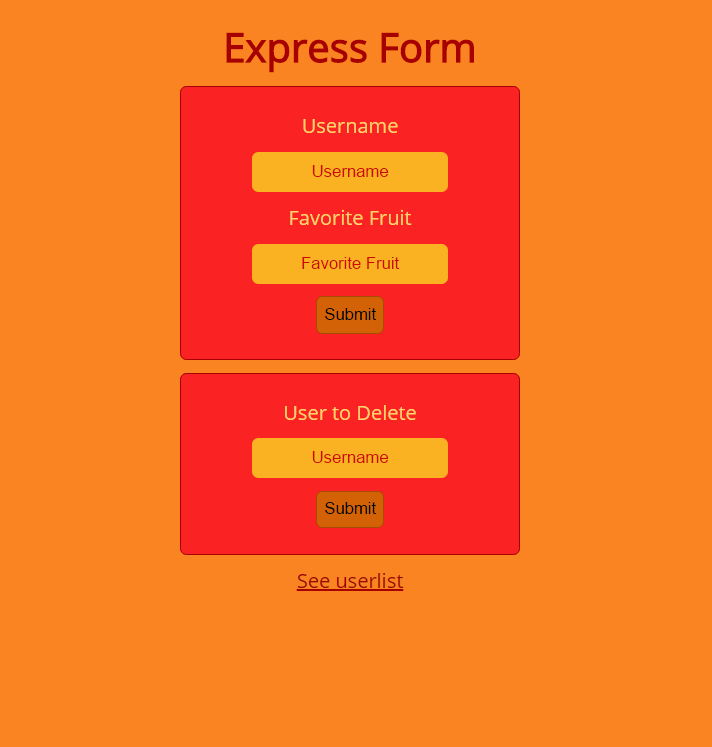 Express Form
Username
Username
Favorite Fruit
Favorite Fruit
Submit
User to Delete
Username
Submit
See userlist